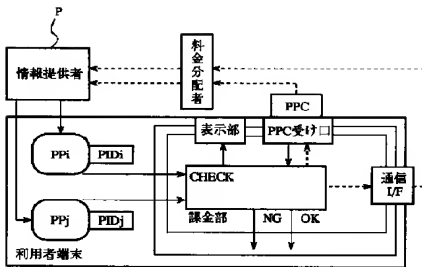 P
情報提供者
料金分配者
PPC
表示部
PPC受け口
PPi
PIDi
CHECK
通信
I/F
PPj
PIDj
課金部
NG
OK
利用者端末